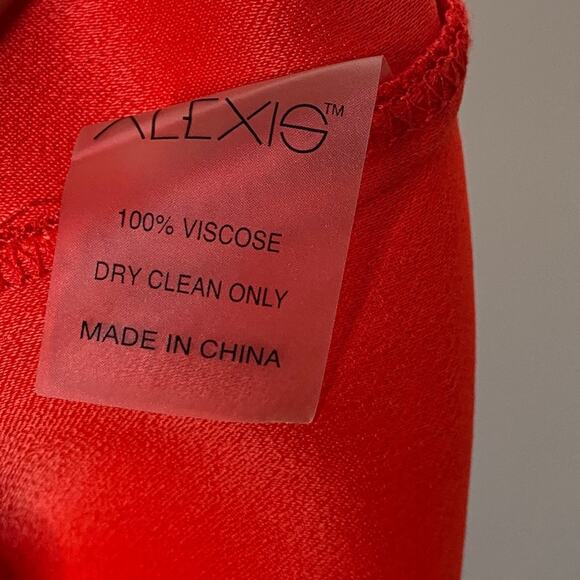 ALEXIS™
100% VISCOSE
DRY CLEAN ONLY
MADE IN CHINA